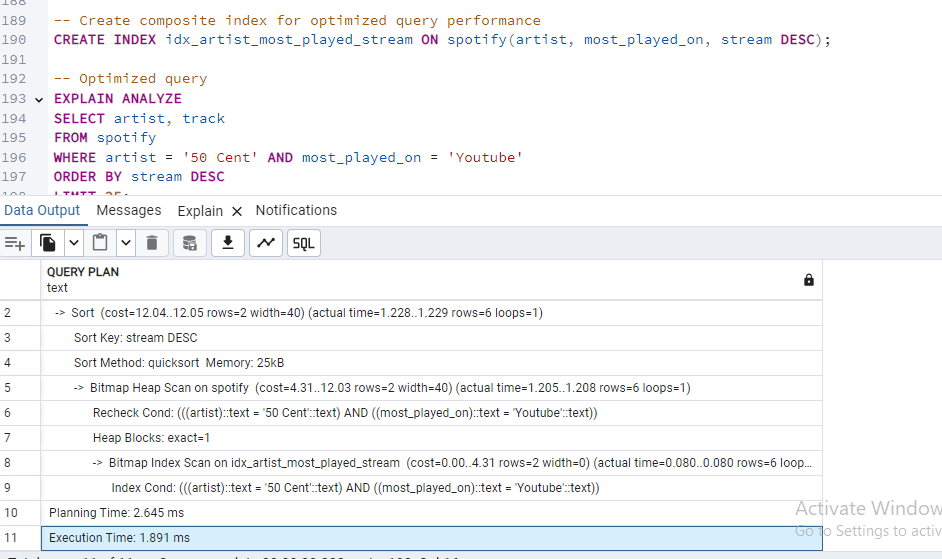 189
-- Create composite index for optimized query performance
190 CREATE INDEX idx_artist_most_played_stream ON spotify(artist, most_played_on, stream DESC);
191
192 -- Optimized query
193 EXPLAIN ANALYZE
194 SELECT artist, track
195 FROM spotify
196 WHERE artist = '50 Cent' AND most_played_on = 'Youtube'
197 ORDER BY stream DESC
Data Output Messages Explain Notifications
SQL
QUERY PLAN
text
2 -> Sort (cost=12.04..12.05 rows=2 width=40) (actual time=1.228..1.229 rows=6 loops=1)
3 Sort Key: stream DESC
4 Sort Method: quicksort Memory: 25kB
5 -> Bitmap Heap Scan on spotify (cost=4.31..12.03 rows=2 width=40) (actual time=1.205..1.208 rows=6 loops=1)
6 Recheck Cond: (((artist)::text = '50 Cent'::text) AND ((most_played_on)::text = 'Youtube'::text))
7 Heap Blocks: exact=1
8 -> Bitmap Index Scan on idx_artist_most_played_stream (cost=0.00..4.31 rows=2 width=0) (actual time=0.080..0.080 rows=6 loop...
9 Index Cond: (((artist)::text = '50 Cent'::text) AND ((most_played_on)::text = 'Youtube'::text))
10 Planning Time: 2.645 ms
Activate Window
11 Execution Time: 1.891 ms
Go to Settings to activ